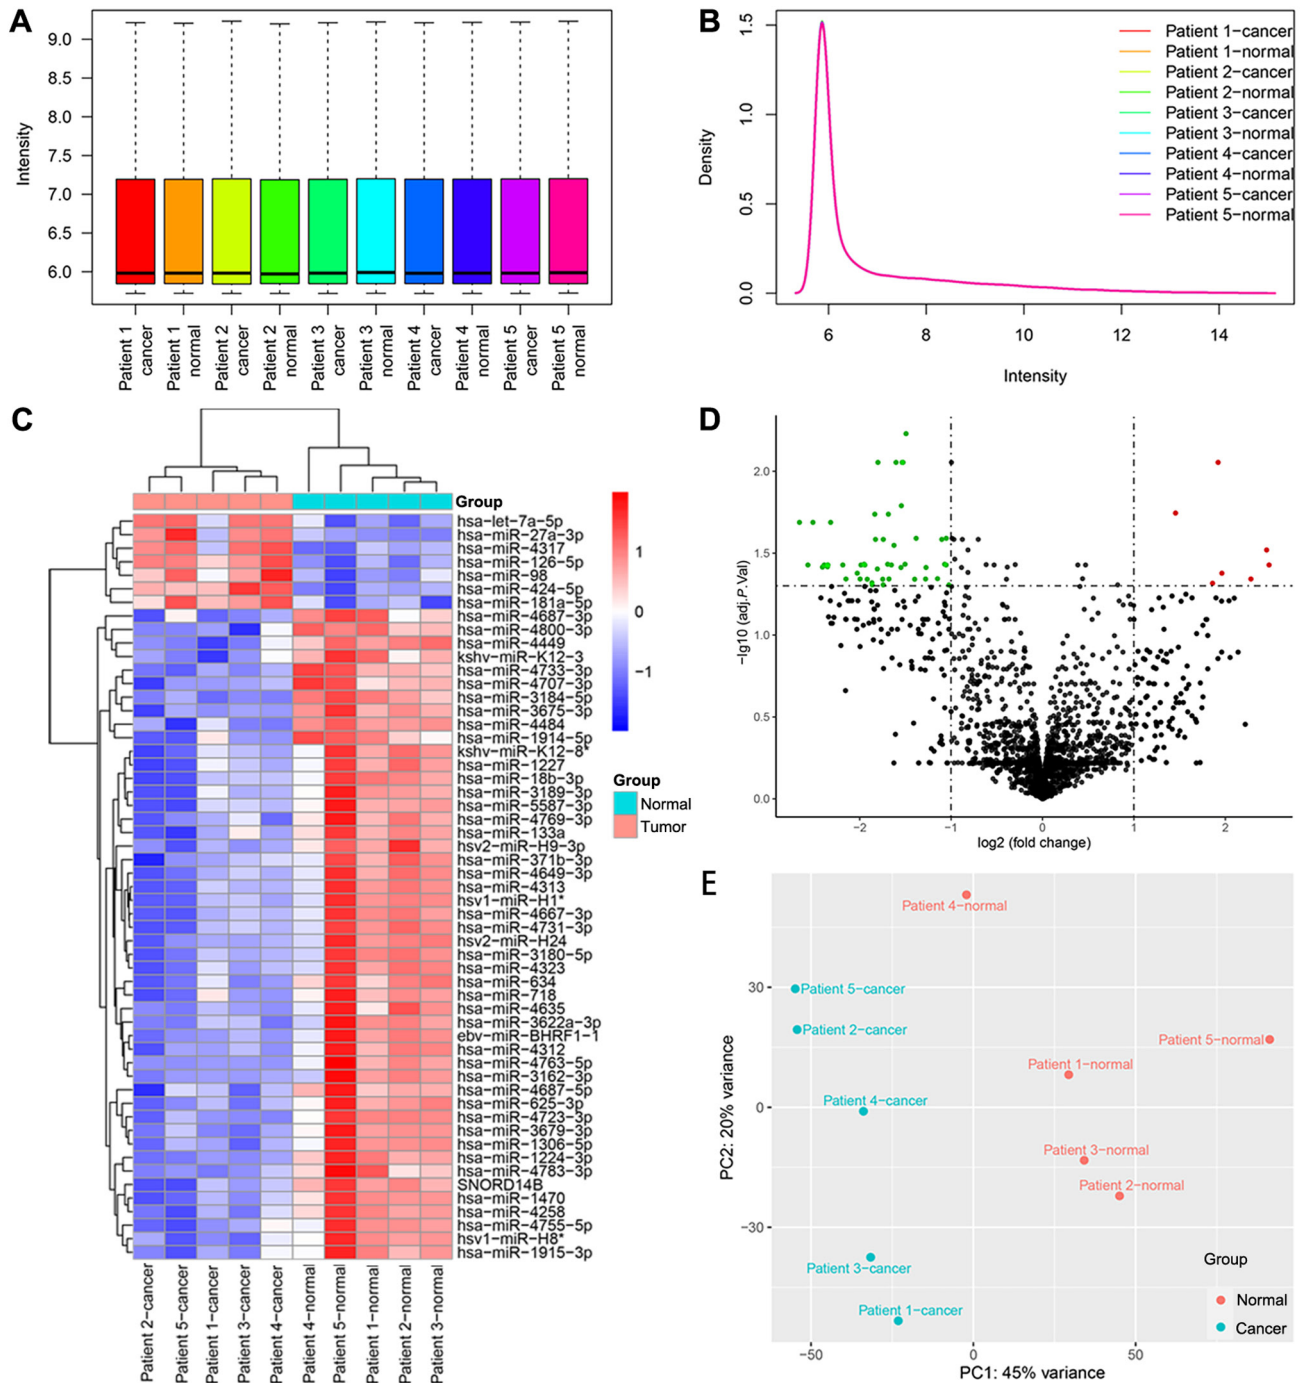 A
Intensity
9.0
8.5
8.0
7.5
7.0
6.5
6.0
Patient 1 cancer
Patient 1 normal
Patient 2 cancer
Patient 2 normal
Patient 3 cancer
Patient 3 normal
Patient 4 cancer
Patient 4 normal
Patient 5 cancer
Patient 5 normal
B
Density
1.5
1.0
0.5
0.0
6 8 10 12 14
Intensity
Patient 1−cancer
Patient 1−normal
Patient 2−cancer
Patient 2−normal
Patient 3−cancer
Patient 3−normal
Patient 4−cancer
Patient 4−normal
Patient 5−cancer
Patient 5−normal
C
Group
hsa−let−7a−5p
hsa−miR−27a−3p
hsa−miR−4317
hsa−miR−126−5p
hsa−miR−98
hsa−miR−424−5p
hsa−miR−181a−5p
hsa−miR−4687−3p
hsa−miR−4800−3p
hsa−miR−4449
kshv−miR−K12−3
hsa−miR−4733−3p
hsa−miR−4707−3p
hsa−miR−3184−5p
hsa−miR−3675−3p
hsa−miR−4484
hsa−miR−1914−5p
kshv−miR−K12−8*
hsa−miR−1227
hsa−miR−18b−3p
hsa−miR−3189−3p
hsa−miR−5587−3p
hsa−miR−4769−3p
hsa−miR−133a
hsv2−miR−H9−3p
hsa−miR−371b−3p
hsa−miR−4649−3p
hsa−miR−4313
hsv1−miR−H1*
hsa−miR−4667−3p
hsa−miR−4731−3p
hsv2−miR−H24
hsa−miR−3180−5p
hsa−miR−4323
hsa−miR−634
hsa−miR−718
hsa−miR−4635
hsa−miR−3622a−3p
ebv−miR−BHRF1−1
hsa−miR−4312
hsa−miR−4763−5p
hsa−miR−3162−3p
hsa−miR−4687−5p
hsa−miR−625−3p
hsa−miR−4723−3p
hsa−miR−3679−3p
hsa−miR−1306−5p
hsa−miR−1224−3p
hsa−miR−4783−3p
SNORD14B
hsa−miR−1470
hsa−miR−4258
hsa−miR−4755−5p
hsv1−miR−H8*
hsa−miR−1915−3p
Patient 2−cancer
Patient 5−cancer
Patient 1−cancer
Patient 3−cancer
Patient 4−cancer
Patient 4−normal
Patient 5−normal
Patient 1−normal
Patient 2−normal
Patient 3−normal
1
0
−1
Group
Normal
Tumor
D
−lg10 (adj.P.Val)
2.0
1.5
1.0
0.5
0.0
−2 −1 0 1 2
log2 (fold change)
E
PC2: 20% variance
30
0
−30
Patient 4−normal
Patient 5−cancer
Patient 2−cancer
Patient 5−normal
Patient 1−normal
Patient 4−cancer
Patient 3−normal
Patient 2−normal
Patient 3−cancer
Patient 1−cancer
Group
Normal
Cancer
−50 0 50
PC1: 45% variance